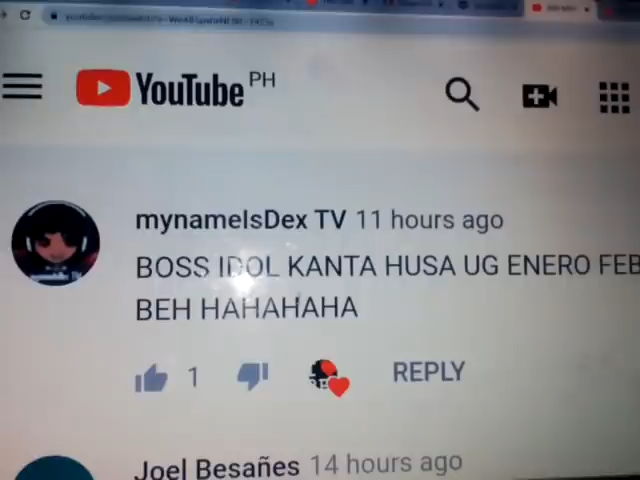 YouTube PH
mynameIsDex TV 11 hours ago
BOSS IDOL KANTA HUSA UG ENERO FEB
BEH HAHAHAHA
1
REPLY
Joel Besañes 14 hours ago